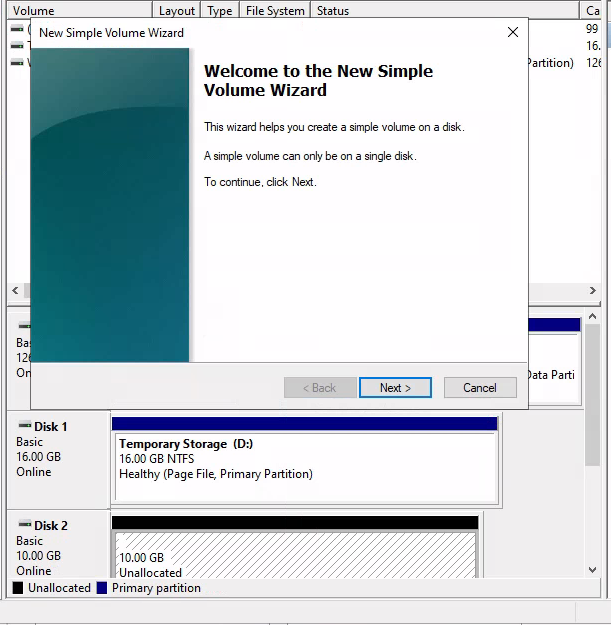 Volume Layout Type File System Status Ca
New Simple Volume Wizard
99
16.
Partition) 126
Welcome to the New Simple
Volume Wizard
This wizard helps you create a simple volume on a disk.
A simple volume can only be on a single disk.
To continue, click Next.
< Back Next > Cancel
Data Parti
Disk 1
Basic
16.00 GB
Online
Temporary Storage (D:)
16.00 GB NTFS
Healthy (Page File, Primary Partition)
Disk 2
Basic
10.00 GB
Online
10.00 GB
Unallocated
Unallocated Primary partition